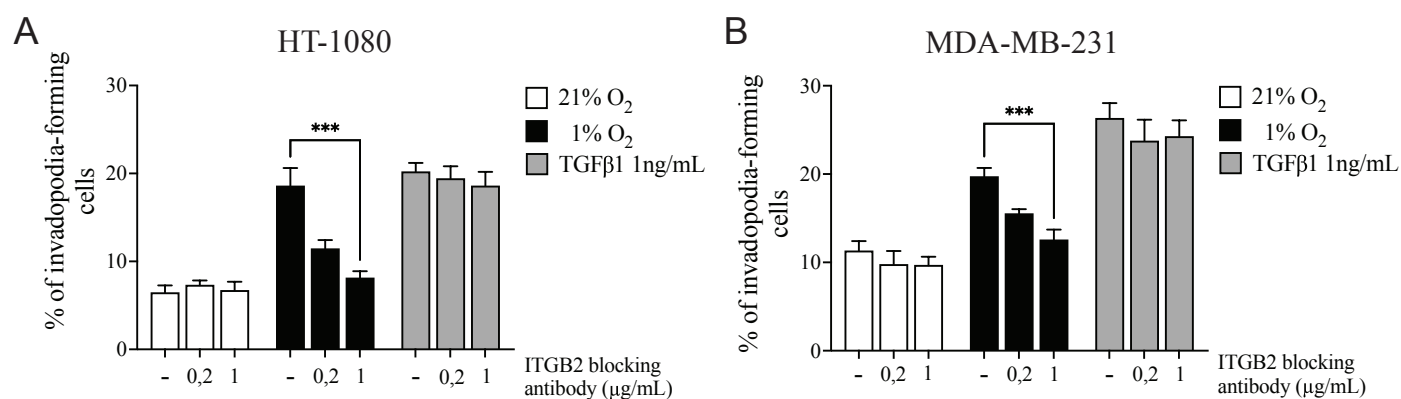 A
HT-1080
% of invadopodia-forming
cells
30
20
10
0
***
21% O₂
1% O₂
TGFβ1 1ng/mL
- 0,2 1 - 0,2 1 - 0,2 1
ITGB2 blocking
antibody (µg/mL)
B
MDA-MB-231
% of invadopodia-forming
cells
30
20
10
0
***
21% O₂
1% O₂
TGFβ1 1ng/mL
- 0,2 1 - 0,2 1 - 0,2 1
ITGB2 blocking
antibody (µg/mL)